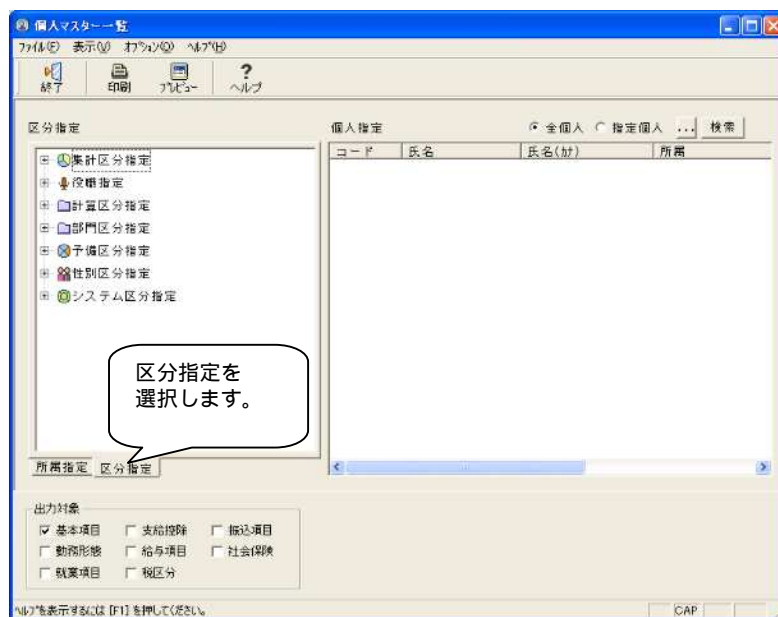 個人マスター一覧
ﾌｧｲﾙ(F) 表示(V) ｵﾌﾟｼｮﾝ(O) ﾍﾙﾌﾟ(H)
終了 印刷 ﾌﾟﾚﾋﾞｭｰ ヘルプ
区分指定 個人指定 全個人 指定個人 ... 検索
コード 氏名 氏名(ｶﾅ) 所属
集計区分指定
役職指定
計算区分指定
部門区分指定
予備区分指定
性別区分指定
システム区分指定
区分指定を
選択します。
所属指定 区分指定
出力対象
基本項目 支給控除 振込項目
勤務形態 給与項目 社会保険
就業項目 税区分
ﾍﾙﾌﾟを表示するには [F1] を押してください。 CAP